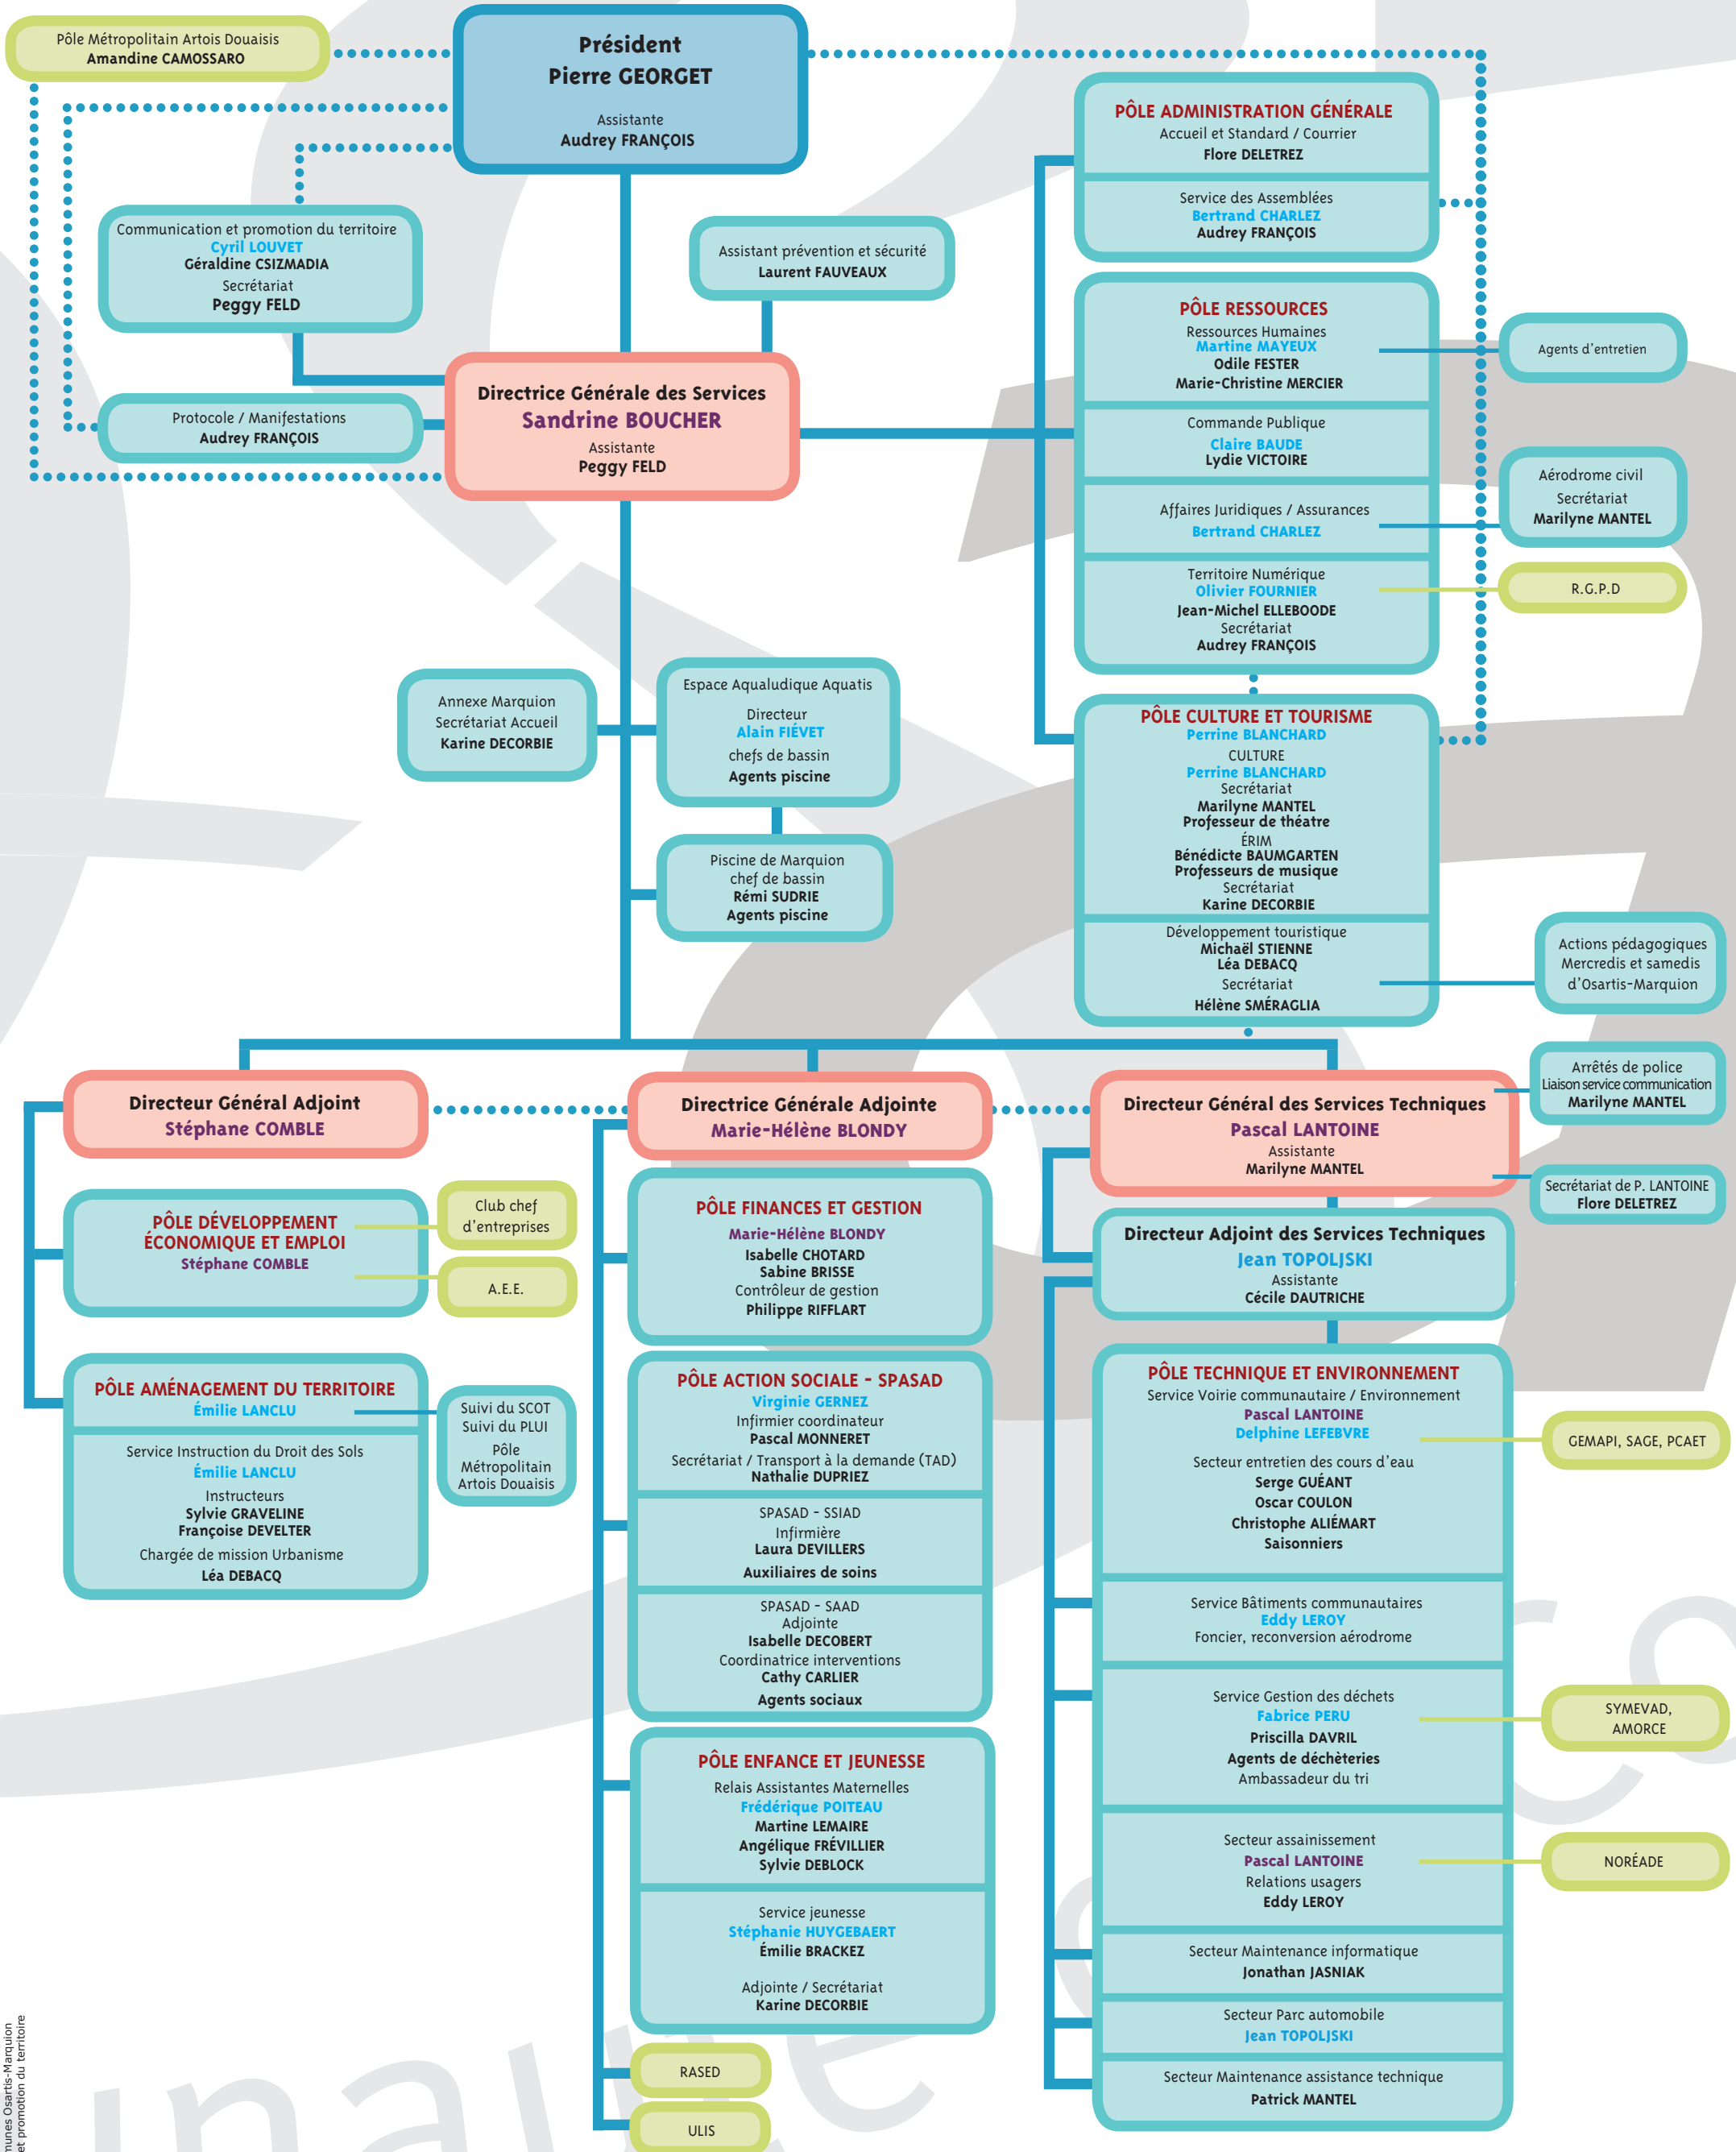 Pôle Métropolitain Artois Douaisis
Amandine CAMOSSARO
Président
Pierre GEORGET
Assistante
Audrey FRANÇOIS
Communication et promotion du territoire
Cyril LOUVET
Géraldine CSIZMADIA
Secrétariat
Peggy FELD
Assistant prévention et sécurité
Laurent FAUVEAUX
Protocole / Manifestations
Audrey FRANÇOIS
Directrice Générale des Services
Sandrine BOUCHER
Assistante
Peggy FELD
PÔLE ADMINISTRATION GÉNÉRALE
Accueil et Standard / Courrier
Flore DELETREZ
Service des Assemblées
Bertrand CHARLEZ
Audrey FRANÇOIS
PÔLE RESSOURCES
Ressources Humaines
Martine MAYEUX
Odile FESTER
Marie-Christine MERCIER
Commande Publique
Claire BAUDE
Lydie VICTOIRE
Affaires Juridiques / Assurances
Bertrand CHARLEZ
Territoire Numérique
Olivier FOURNIER
Jean-Michel ELLEBOODE
Secrétariat
Audrey FRANÇOIS
Agents d'entretien
Aérodrome civil
Secrétariat
Marilyne MANTEL
R.G.P.D
Annexe Marquion
Secrétariat Accueil
Karine DECORBIE
Espace Aqualudique Aquatis
Directeur
Alain FIÉVET
chefs de bassin
Agents piscine
Piscine de Marquion
chef de bassin
Rémi SUDRIE
Agents piscine
PÔLE CULTURE ET TOURISME
Perrine BLANCHARD
CULTURE
Perrine BLANCHARD
Secrétariat
Marilyne MANTEL
Professeur de théatre
ÉRIM
Bénédicte BAUMGARTEN
Professeurs de musique
Secrétariat
Karine DECORBIE
Développement touristique
Michaël STIENNE
Léa DEBACQ
Secrétariat
Hélène SMÉRAGLIA
Actions pédagogiques
Mercredis et samedis
d'Osartis-Marquion
Directeur Général Adjoint
Stéphane COMBLE
PÔLE DÉVELOPPEMENT
ÉCONOMIQUE ET EMPLOI
Stéphane COMBLE
Club chef
d'entreprises
A.E.E.
PÔLE AMÉNAGEMENT DU TERRITOIRE
Émilie LANCLU
Service Instruction du Droit des Sols
Émilie LANCLU
Instructeurs
Sylvie GRAVELINE
Françoise DEVELTER
Chargée de mission Urbanisme
Léa DEBACQ
Suivi du SCOT
Suivi du PLUI
Pôle
Métropolitain
Artois Douaisis
Directrice Générale Adjointe
Marie-Hélène BLONDY
PÔLE FINANCES ET GESTION
Marie-Hélène BLONDY
Isabelle CHOTARD
Sabine BRISSE
Contrôleur de gestion
Philippe RIFFLART
PÔLE ACTION SOCIALE - SPASAD
Virginie GERNEZ
Infirmier coordinateur
Pascal MONNERET
Secrétariat / Transport à la demande (TAD)
Nathalie DUPRIEZ
SPASAD - SSIAD
Infirmière
Laura DEVILLERS
Auxiliaires de soins
SPASAD - SAAD
Adjointe
Isabelle DECOBERT
Coordinatrice interventions
Cathy CARLIER
Agents sociaux
PÔLE ENFANCE ET JEUNESSE
Relais Assistantes Maternelles
Frédérique POITEAU
Martine LEMAIRE
Angélique FRÉVILLIER
Sylvie DEBLOCK
Service jeunesse
Stéphanie HUYGEBAERT
Émilie BRACKEZ
Adjointe / Secrétariat
Karine DECORBIE
RASED
ULIS
Directeur Général des Services Techniques
Pascal LANTOINE
Assistante
Marilyne MANTEL
Arrêtés de police
Liaison service communication
Marilyne MANTEL
Secrétariat de P. LANTOINE
Flore DELETREZ
Directeur Adjoint des Services Techniques
Jean TOPOLJSKI
Assistante
Cécile DAUTRICHE
PÔLE TECHNIQUE ET ENVIRONNEMENT
Service Voirie communautaire / Environnement
Pascal LANTOINE
Delphine LEFEBVRE
Secteur entretien des cours d'eau
Serge GUÉANT
Oscar COULON
Christophe ALIÉMART
Saisonniers
GEMAPI, SAGE, PCAET
Service Bâtiments communautaires
Eddy LEROY
Foncier, reconversion aérodrome
Service Gestion des déchets
Fabrice PERU
Priscilla DAVRIL
Agents de déchèteries
Ambassadeur du tri
SYMEVAD,
AMORCE
Secteur assainissement
Pascal LANTOINE
Relations usagers
Eddy LEROY
NORÉADE
Secteur Maintenance informatique
Jonathan JASNIAK
Secteur Parc automobile
Jean TOPOLJSKI
Secteur Maintenance assistance technique
Patrick MANTEL
munes Osartis-Marquion
et promotion du territoire